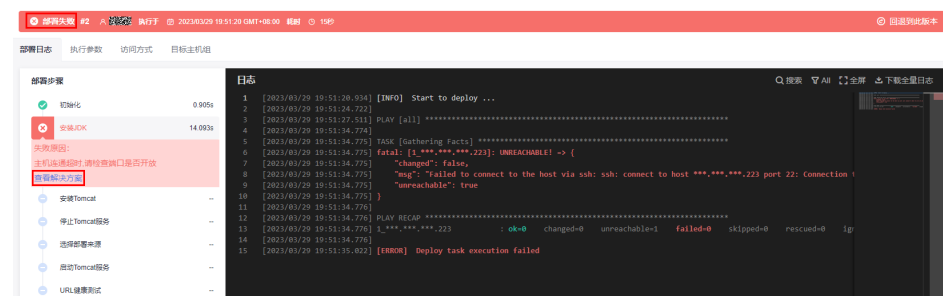 部署失败 #2 执行于 2023/03/29 19:51:20 GMT+08:00 耗时 15秒 回退到此版本
部署日志 执行参数 访问方式 目标主机组
部署步骤
初始化 0.905s
安装JDK 14.093s
失败原因:
主机连通超时 请检查端口是否开放
查看解决方案
安装Tomcat --
停止Tomcat服务 --
选择部署来源 --
启动Tomcat服务 --
URL健康测试 --
日志 搜索 All 全屏 下载全量日志
1 [2023/03/29 19:51:20.934] [INFO] Start to deploy ...
2 [2023/03/29 19:51:24.722]
3 [2023/03/29 19:51:27.511] PLAY [all] *********************************************************************
4 [2023/03/29 19:51:34.774]
5 [2023/03/29 19:51:34.775] TASK [Gathering Facts] *********************************************************
6 [2023/03/29 19:51:34.775] fatal: [1_***.***.***.223]: UNREACHABLE! => {
7 [2023/03/29 19:51:34.775] "changed": false,
8 [2023/03/29 19:51:34.775] "msg": "Failed to connect to the host via ssh: ssh: connect to host ***.***.***.223 port 22: Connection
9 [2023/03/29 19:51:34.775] "unreachable": true
10 [2023/03/29 19:51:34.775] }
11 [2023/03/29 19:51:34.776]
12 [2023/03/29 19:51:34.776] PLAY RECAP *********************************************************************
13 [2023/03/29 19:51:34.776] 1_***.***.***.223 : ok=0 changed=0 unreachable=1 failed=0 skipped=0 rescued=0
14 [2023/03/29 19:51:34.776]
15 [2023/03/29 19:51:35.022] [ERROR] Deploy task execution failed